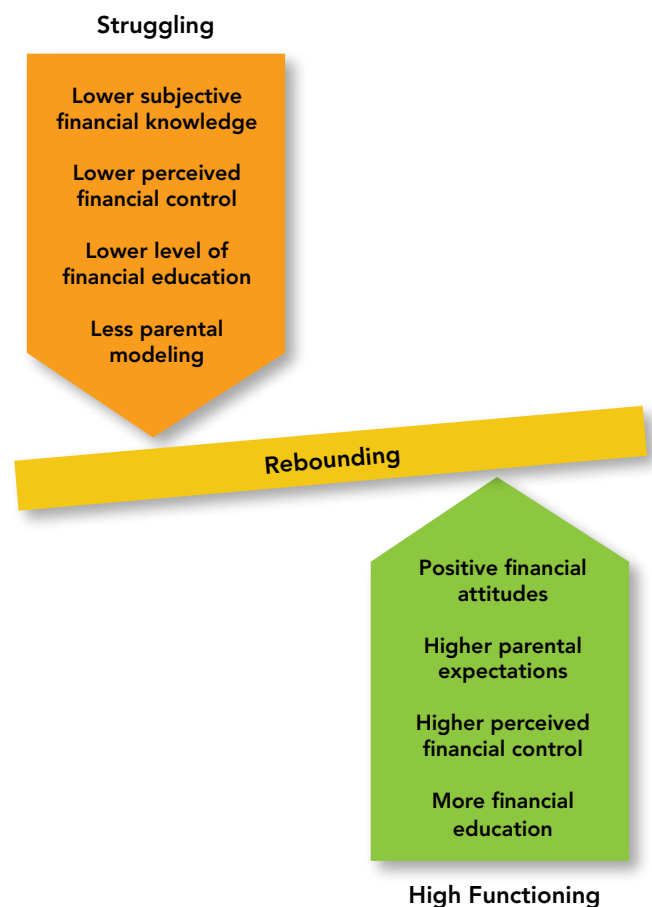 Struggling
Lower subjective
financial knowledge
Lower perceived
financial control
Lower level of
financial education
Less parental
modeling
Rebounding
Positive financial
attitudes
Higher parental
expectations
Higher perceived
financial control
More financial
education
High Functioning